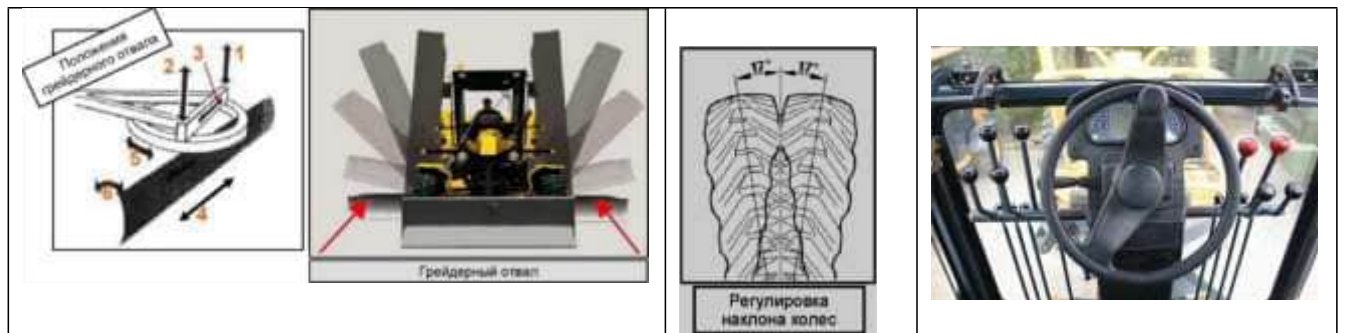 Положения
грейдерного отвала
1
2
3
4
5
6
Грейдерный отвал
17° 17°
Регулировка
наклона колес